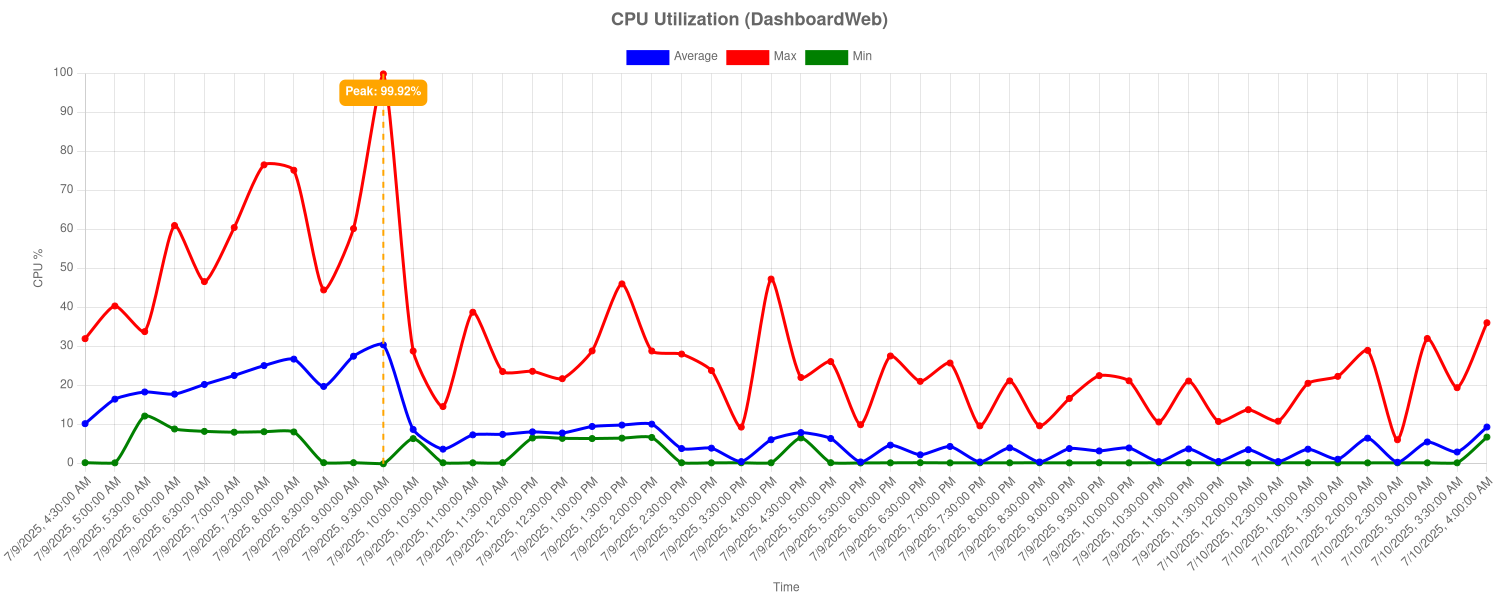 CPU Utilization (DashboardWeb)
Average Max Min
Peak: 99.92%
CPU %
100
90
80
70
60
50
40
30
20
10
0
7/9/2025, 4:30:00 AM
7/9/2025, 5:00:00 AM
7/9/2025, 5:30:00 AM
7/9/2025, 6:00:00 AM
7/9/2025, 6:30:00 AM
7/9/2025, 7:00:00 AM
7/9/2025, 7:30:00 AM
7/9/2025, 8:00:00 AM
7/9/2025, 8:30:00 AM
7/9/2025, 9:00:00 AM
7/9/2025, 9:30:00 AM
7/9/2025, 10:00:00 AM
7/9/2025, 10:30:00 AM
7/9/2025, 11:00:00 AM
7/9/2025, 11:30:00 AM
7/9/2025, 12:00:00 PM
7/9/2025, 12:30:00 PM
7/9/2025, 1:00:00 PM
7/9/2025, 1:30:00 PM
7/9/2025, 2:00:00 PM
7/9/2025, 2:30:00 PM
7/9/2025, 3:00:00 PM
7/9/2025, 3:30:00 PM
7/9/2025, 4:00:00 PM
7/9/2025, 4:30:00 PM
7/9/2025, 5:00:00 PM
7/9/2025, 5:30:00 PM
7/9/2025, 6:00:00 PM
7/9/2025, 6:30:00 PM
7/9/2025, 7:00:00 PM
7/9/2025, 7:30:00 PM
7/9/2025, 8:00:00 PM
7/9/2025, 8:30:00 PM
7/9/2025, 9:00:00 PM
7/9/2025, 9:30:00 PM
7/9/2025, 10:00:00 PM
7/9/2025, 10:30:00 PM
7/9/2025, 11:00:00 PM
7/9/2025, 11:30:00 PM
7/10/2025, 12:00:00 AM
7/10/2025, 12:30:00 AM
7/10/2025, 1:00:00 AM
7/10/2025, 1:30:00 AM
7/10/2025, 2:00:00 AM
7/10/2025, 2:30:00 AM
7/10/2025, 3:00:00 AM
7/10/2025, 3:30:00 AM
7/10/2025, 4:00:00 AM
Time